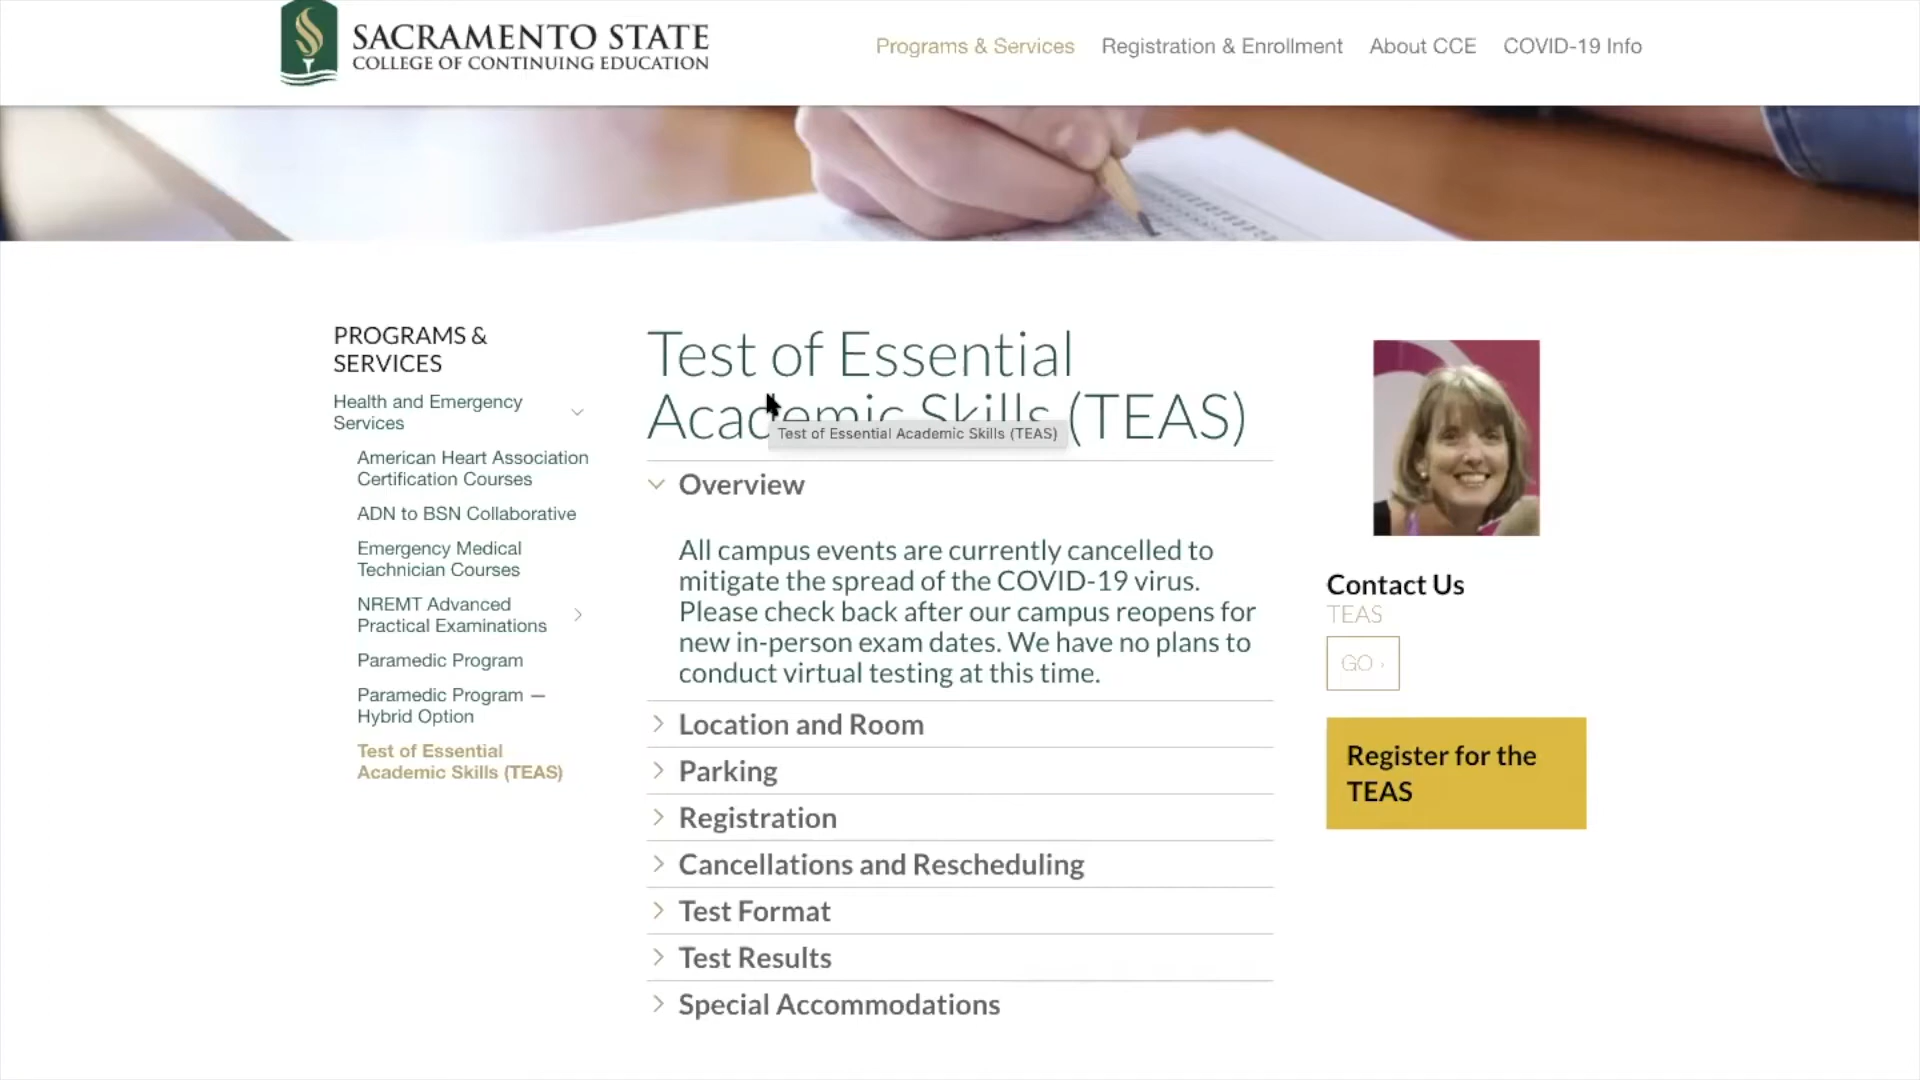 SACRAMENTO STATE
COLLEGE OF CONTINUING EDUCATION
Programs & Services
Registration & Enrollment
About CCE
COVID-19 Info
PROGRAMS &
SERVICES
Health and Emergency
Services
American Heart Association
Certification Courses
ADN to BSN Collaborative
Emergency Medical
Technician Courses
NREMT Advanced
Practical Examinations
Paramedic Program
Paramedic Program —
Hybrid Option
Test of Essential
Academic Skills (TEAS)
Test of Essential
Academic Skills (TEAS)
Test of Essential Academic Skills (TEAS)
Overview
All campus events are currently cancelled to
mitigate the spread of the COVID-19 virus.
Please check back after our campus reopens for
new in-person exam dates. We have no plans to
conduct virtual testing at this time.
Location and Room
Parking
Registration
Cancellations and Rescheduling
Test Format
Test Results
Special Accommodations
Contact Us
TEAS
GO ›
Register for the
TEAS